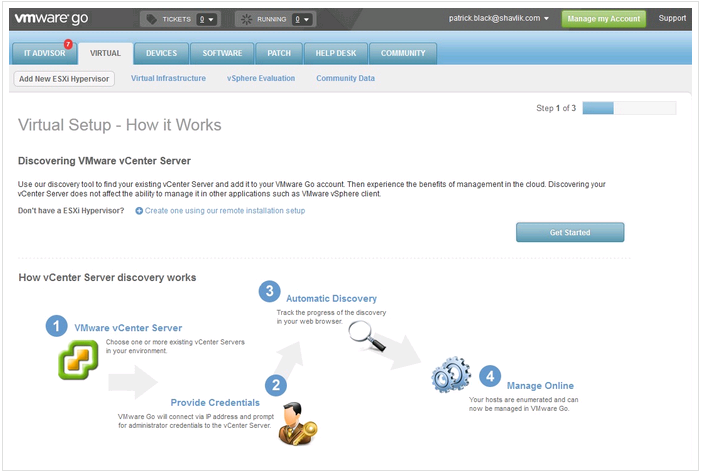 vmware go
TICKETS 0
RUNNING 0
patrick.black@shavlik.com
Manage my Account
Support
IT ADVISOR 7
VIRTUAL
DEVICES
SOFTWARE
PATCH
HELP DESK
COMMUNITY
Add New ESXi Hypervisor
Virtual Infrastructure
vSphere Evaluation
Community Data
Step 1 of 3
Virtual Setup - How it Works
Discovering VMware vCenter Server
Use our discovery tool to find your existing vCenter Server and add it to your VMware Go account. Then experience the benefits of management in the cloud. Discovering your
vCenter Server does not affect the ability to manage it in other applications such as VMware vSphere client.
Don't have a ESXi Hypervisor? Create one using our remote installation setup
Get Started
How vCenter Server discovery works
1 VMware vCenter Server
Choose one or more existing vCenter Servers
in your environment.
2
Provide Credentials
VMware Go will connect via IP address and prompt
for administrator credentials to the vCenter Server.
3 Automatic Discovery
Track the progress of the discovery
in your web browser.
4 Manage Online
Your hosts are enumerated and can
now be managed in VMware Go.